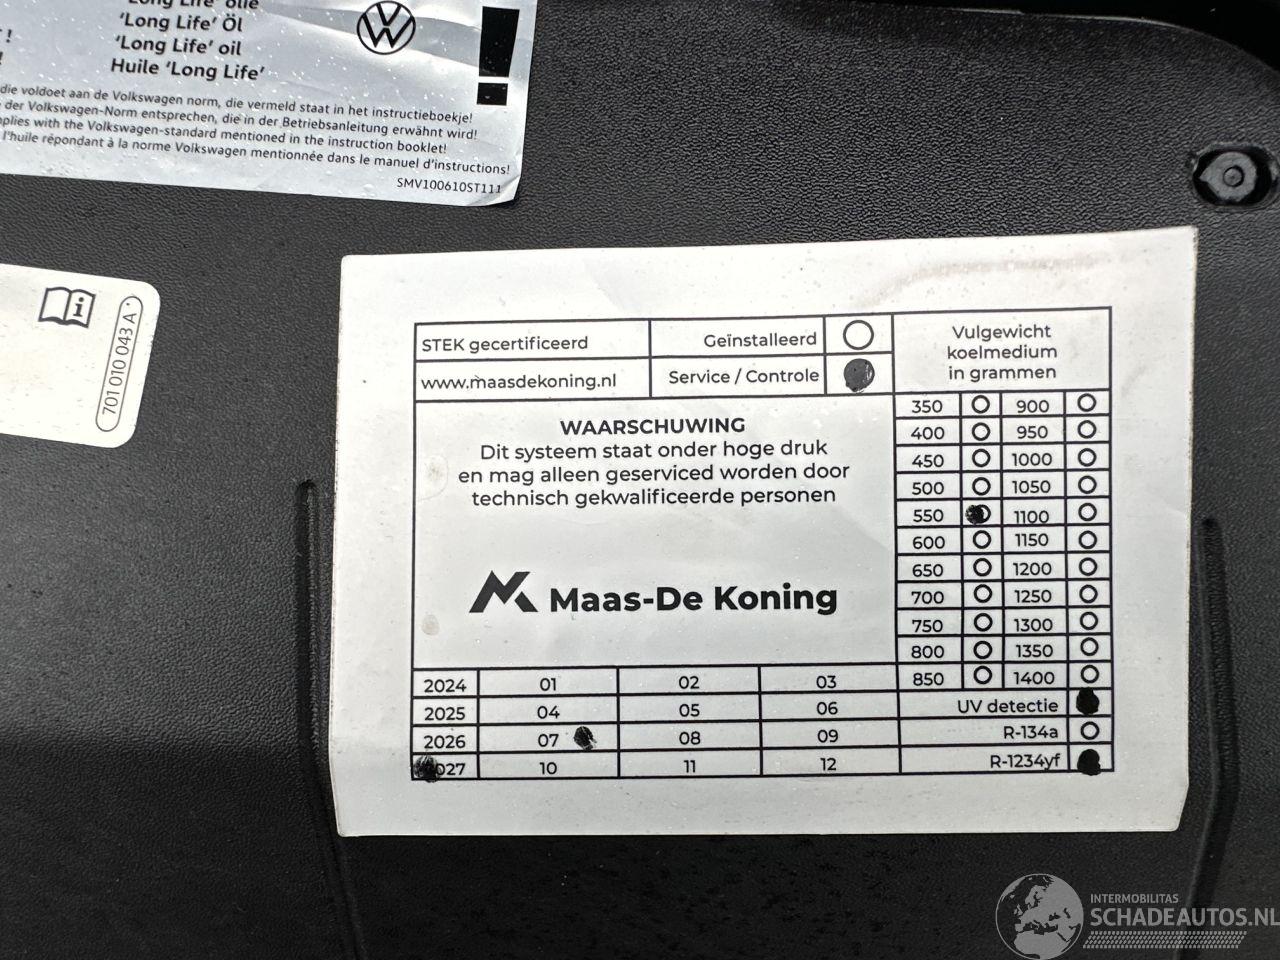 'Long Life' olie
'Long Life' Öl
'Long Life' oil
Huile 'Long Life'
!
!
die voldoet aan de Volkswagen norm, die vermeld staat in het instructieboekje!
der Volkswagen-Norm entsprechen, die in der Betriebsanleitung erwähnt wird!
mplies with the Volkswagen-standard mentioned in the instruction booklet!
l'huile répondant à la norme Volkswagen mentionnée dans le manuel d'instructions!
SMV100610ST111
701 010 043 A
STEK gecertificeerd
Geïnstalleerd
www.maasdekoning.nl
Service / Controle
Vulgewicht
koelmedium
in grammen
WAARSCHUWING
Dit systeem staat onder hoge druk
en mag alleen geserviced worden door
technisch gekwalificeerde personen
Maas-De Koning
350 900
400 950
450 1000
500 1050
550 1100
600 1150
650 1200
700 1250
750 1300
800 1350
850 1400
UV detectie
R-134a
R-1234yf
2024 01 02 03
2025 04 05 06
2026 07 08 09
2027 10 11 12
INTERMOBILITAS
SCHADEAUTOS.NL